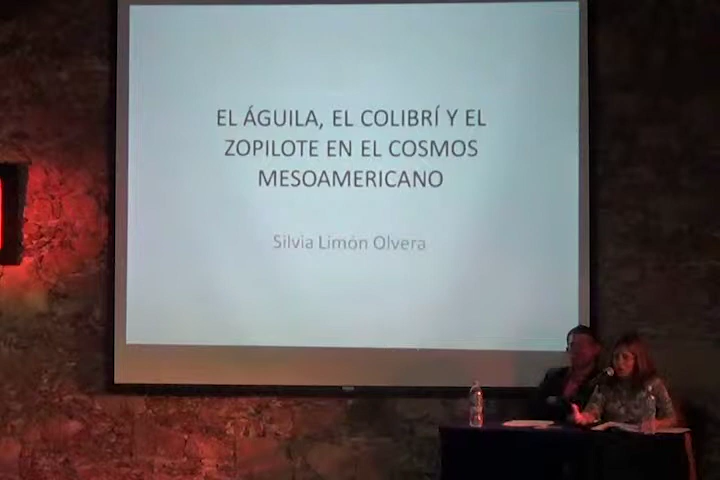 EL ÁGUILA, EL COLIBRÍ Y EL
ZOPILOTE EN EL COSMOS
MESOAMERICANO
Silvia Limón Olvera